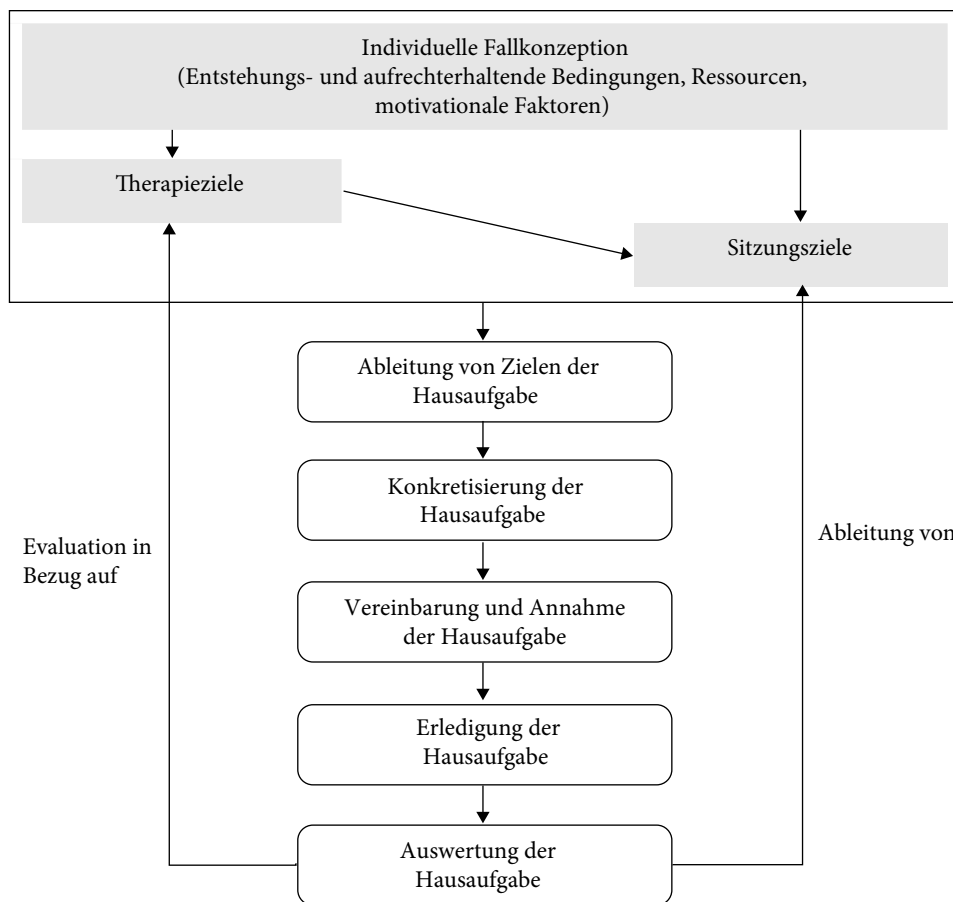 Individuelle Fallkonzeption
(Entstehungs- und aufrechterhaltende Bedingungen, Ressourcen,
motivationale Faktoren)
Therapieziele
Sitzungsziele
Ableitung von Zielen der
Hausaufgabe
Konkretisierung der
Hausaufgabe
Evaluation in
Bezug auf
Ableitung von
Vereinbarung und Annahme
der Hausaufgabe
Erledigung der
Hausaufgabe
Auswertung der
Hausaufgabe